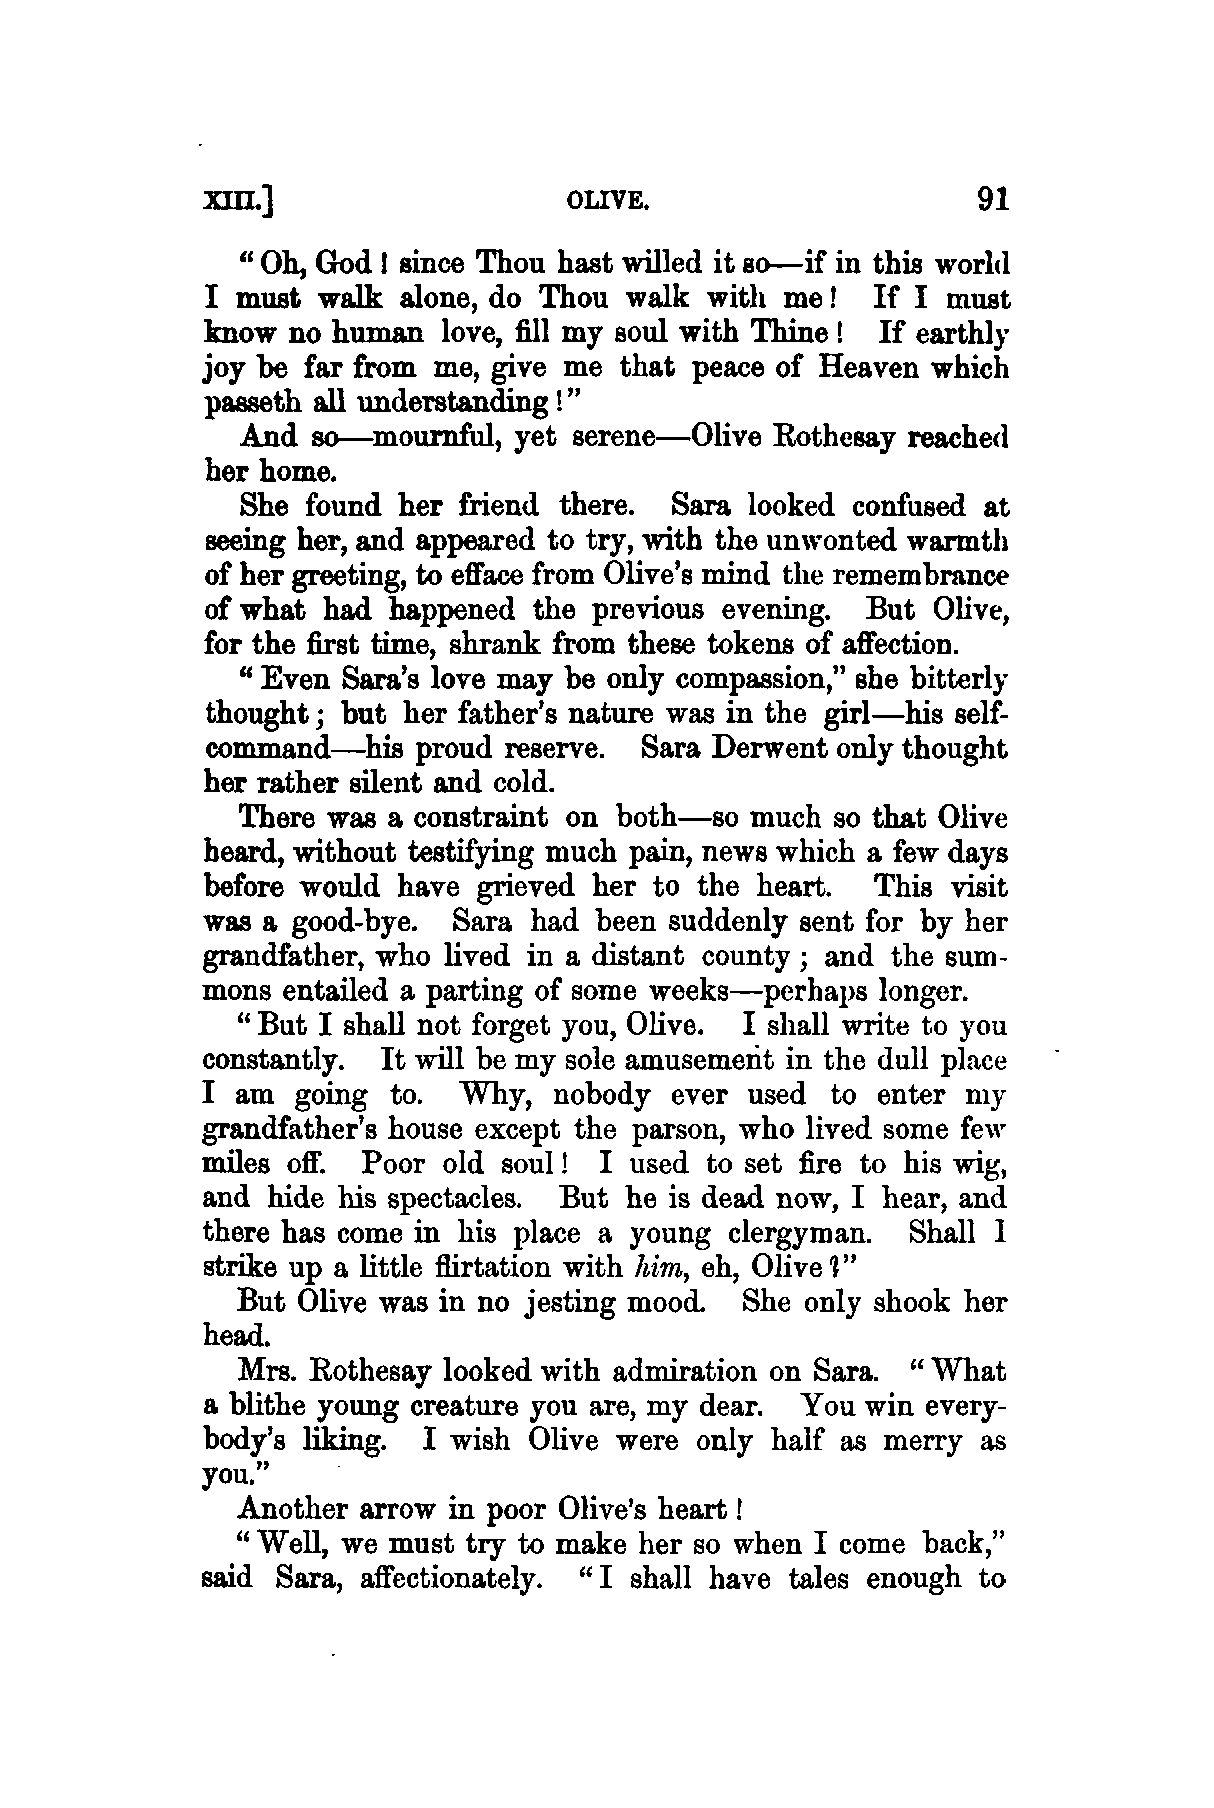 XIII.] OLIVE. 91
"Oh, God! since Thou hast willed it so—if in this world
I must walk alone, do Thou walk with me! If I must
know no human love, fill my soul with Thine! If earthly
joy be far from me, give me that peace of Heaven which
passeth all understanding!"
And so—mournful, yet serene—Olive Rothesay reached
her home.
She found her friend there. Sara looked confused at
seeing her, and appeared to try, with the unwonted warmth
of her greeting, to efface from Olive's mind the remembrance
of what had happened the previous evening. But Olive,
for the first time, shrank from these tokens of affection.
"Even Sara's love may be only compassion," she bitterly
thought; but her father's nature was in the girl—his self-
command—his proud reserve. Sara Derwent only thought
her rather silent and cold.
There was a constraint on both—so much so that Olive
heard, without testifying much pain, news which a few days
before would have grieved her to the heart. This visit
was a good-bye. Sara had been suddenly sent for by her
grandfather, who lived in a distant county; and the sum-
mons entailed a parting of some weeks—perhaps longer.
"But I shall not forget you, Olive. I shall write to you
constantly. It will be my sole amusement in the dull place
I am going to. Why, nobody ever used to enter my
grandfather's house except the parson, who lived some few
miles off. Poor old soul! I used to set fire to his wig,
and hide his spectacles. But he is dead now, I hear, and
there has come in his place a young clergyman. Shall I
strike up a little flirtation with him, eh, Olive?"
But Olive was in no jesting mood. She only shook her
head.
Mrs. Rothesay looked with admiration on Sara. "What
a blithe young creature you are, my dear. You win every-
body's liking. I wish Olive were only half as merry as
you."
Another arrow in poor Olive's heart!
"Well, we must try to make her so when I come back,"
said Sara, affectionately. "I shall have tales enough to